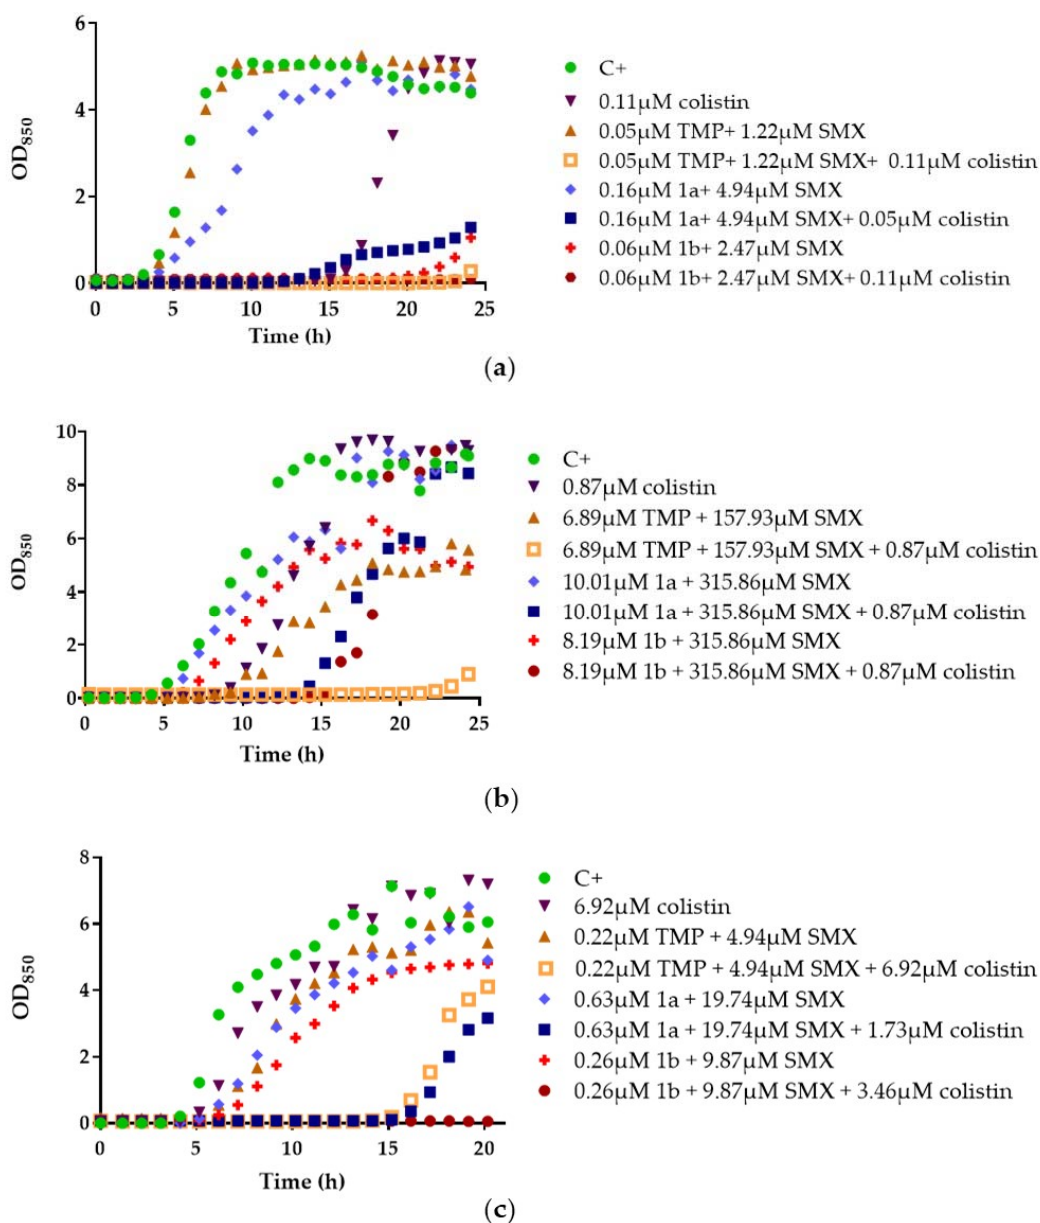 6
4
2
0
OD850
0 5 10 15 20 25
Time (h)
C+
0.11μM colistin
0.05μM TMP+ 1.22μM SMX
0.05μM TMP+ 1.22μM SMX+ 0.11μM colistin
0.16μM 1a+ 4.94μM SMX
0.16μM 1a+ 4.94μM SMX+ 0.05μM colistin
0.06μM 1b+ 2.47μM SMX
0.06μM 1b+ 2.47μM SMX+ 0.11μM colistin
(a)
10
8
6
4
2
0
OD850
0 5 10 15 20 25
Time (h)
C+
0.87μM colistin
6.89μM TMP + 157.93μM SMX
6.89μM TMP + 157.93μM SMX + 0.87μM colistin
10.01μM 1a + 315.86μM SMX
10.01μM 1a + 315.86μM SMX + 0.87μM colistin
8.19μM 1b + 315.86μM SMX
8.19μM 1b + 315.86μM SMX + 0.87μM colistin
(b)
8
6
4
2
0
OD850
0 5 10 15 20
Time (h)
C+
6.92μM colistin
0.22μM TMP + 4.94μM SMX
0.22μM TMP + 4.94μM SMX + 6.92μM colistin
0.63μM 1a + 19.74μM SMX
0.63μM 1a + 19.74μM SMX + 1.73μM colistin
0.26μM 1b + 9.87μM SMX
0.26μM 1b + 9.87μM SMX + 3.46μM colistin
(c)